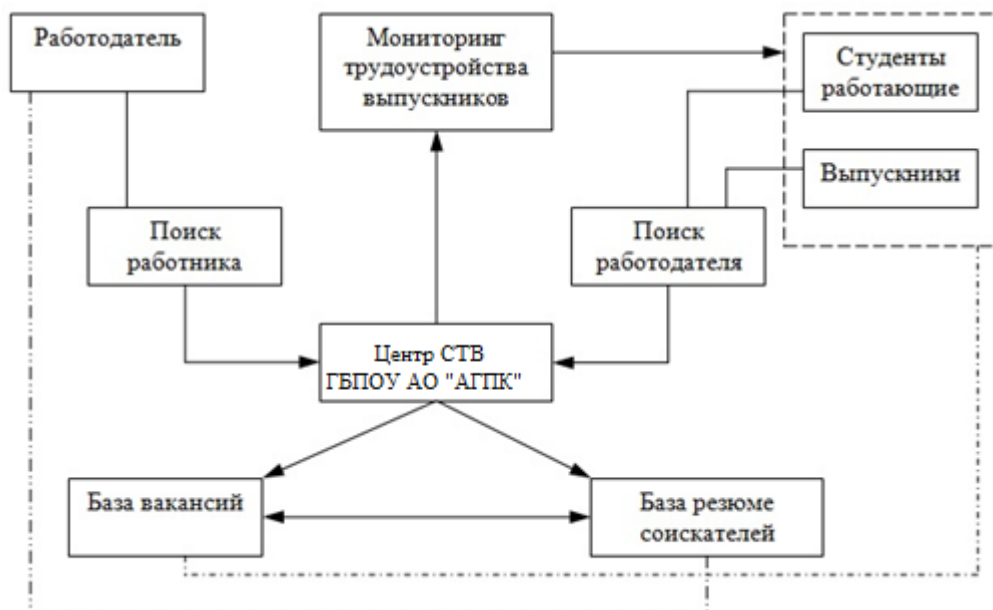 Работодатель
Мониторинг
трудоустройства
выпускников
Студенты
работающие
Выпускники
Поиск
работника
Поиск
работодателя
Центр СТВ
ГБПОУ АО "АГПК"
База вакансий
База резюме
соискателей